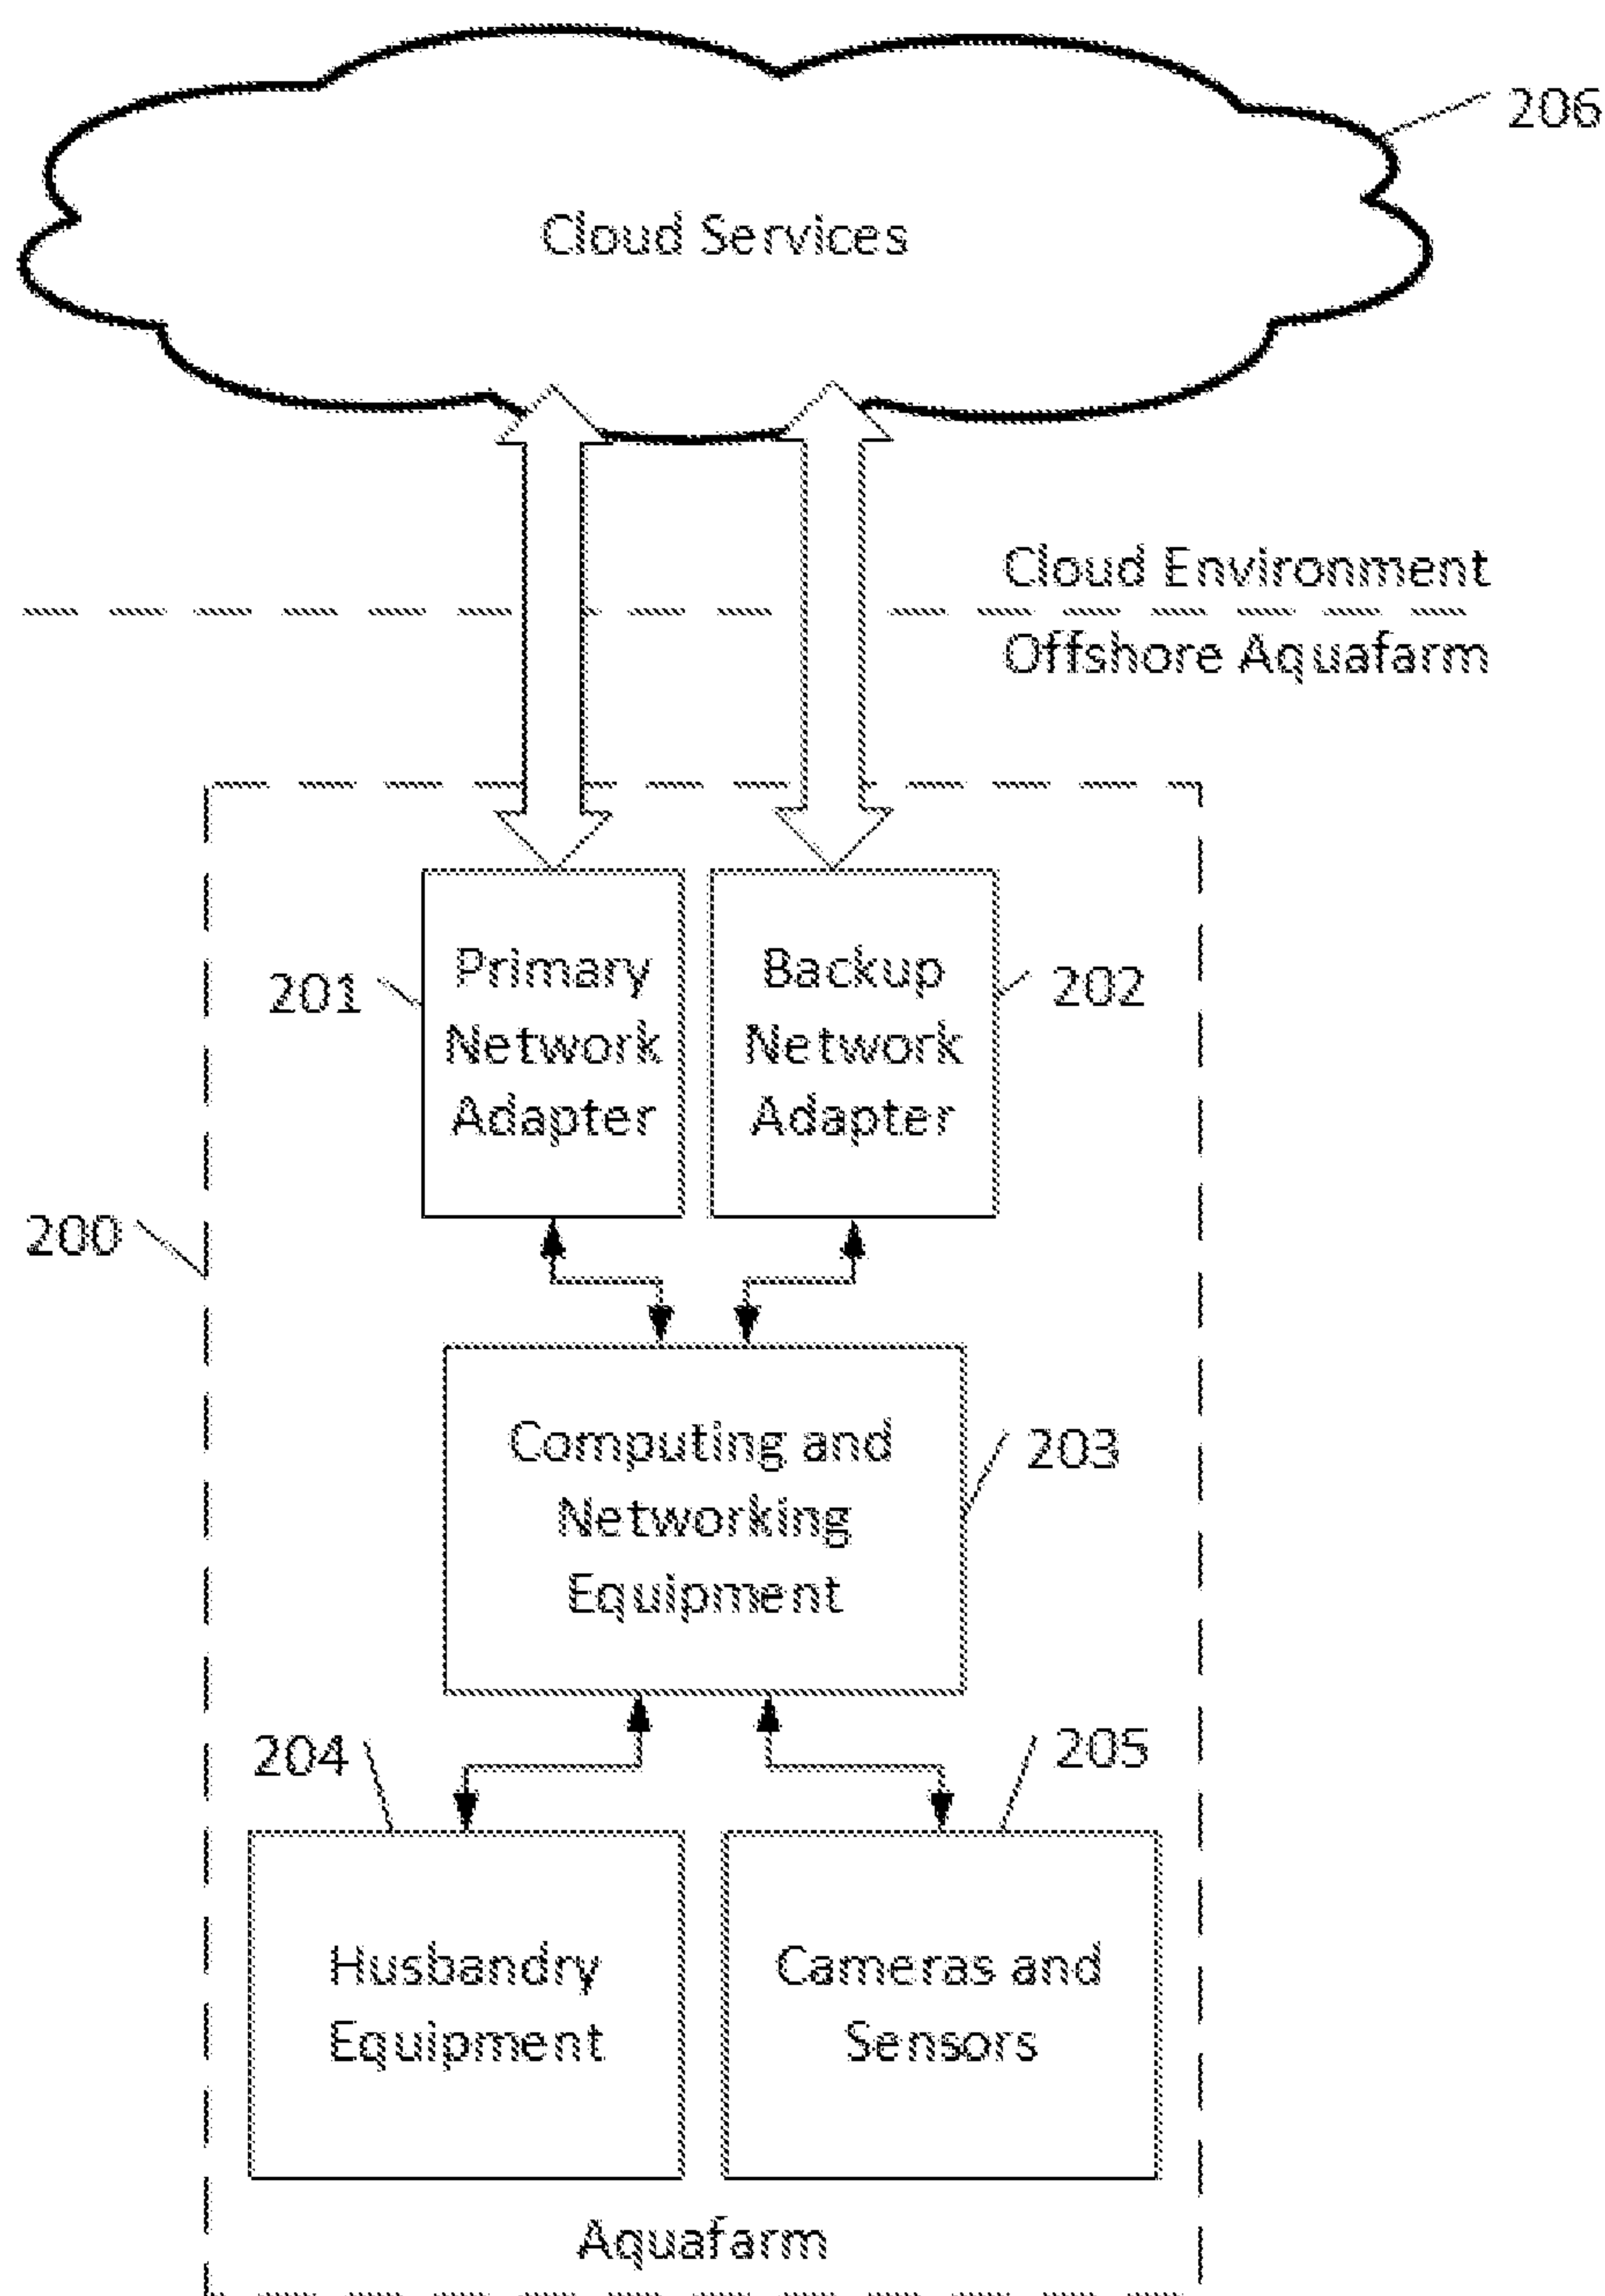 206
Cloud Services
Cloud Environment
Offshore Aquafarm
201
Primary
Network
Adapter
Backup
Network
Adapter
202
200
Computing and
Networking
Equipment
203
204
205
Husbandry
Equipment
Cameras and
Sensors
Aquafarm